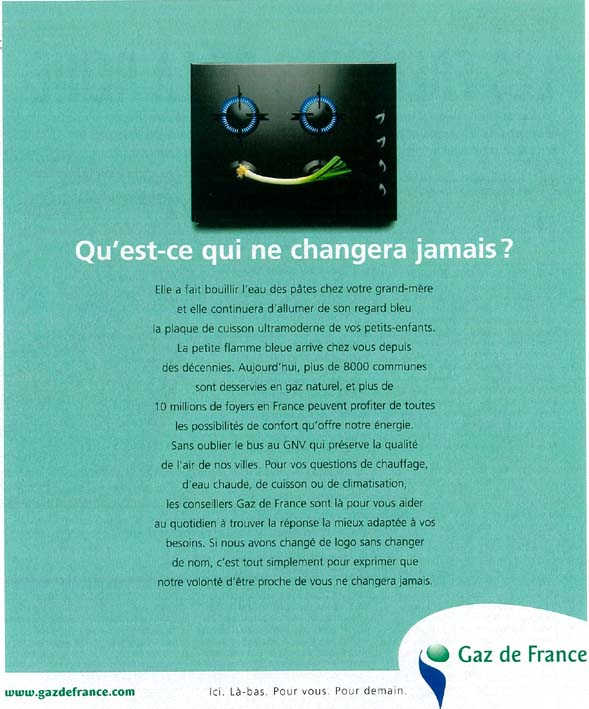 Qu'est-ce qui ne changera jamais ?
Elle a fait bouillir l'eau des pâtes chez votre grand-mère
et elle continuera d'allumer de son regard bleu
la plaque de cuisson ultramoderne de vos petits-enfants.
La petite flamme bleue arrive chez vous depuis
des décennies. Aujourd'hui, plus de 8000 communes
sont desservies en gaz naturel, et plus de
10 millions de foyers en France peuvent profiter de toutes
les possibilités de confort qu'offre notre énergie.
Sans oublier le bus au GNV qui préserve la qualité
de l'air de nos villes. Pour vos questions de chauffage,
d'eau chaude, de cuisson ou de climatisation,
les conseillers Gaz de France sont là pour vous aider
au quotidien à trouver la réponse la mieux adaptée à vos
besoins. Si nous avons changé de logo sans changer
de nom, c'est tout simplement pour exprimer que
notre volonté d'être proche de vous ne changera jamais.
Gaz de France
www.gazdefrance.com
Ici. Là-bas. Pour vous. Pour demain.